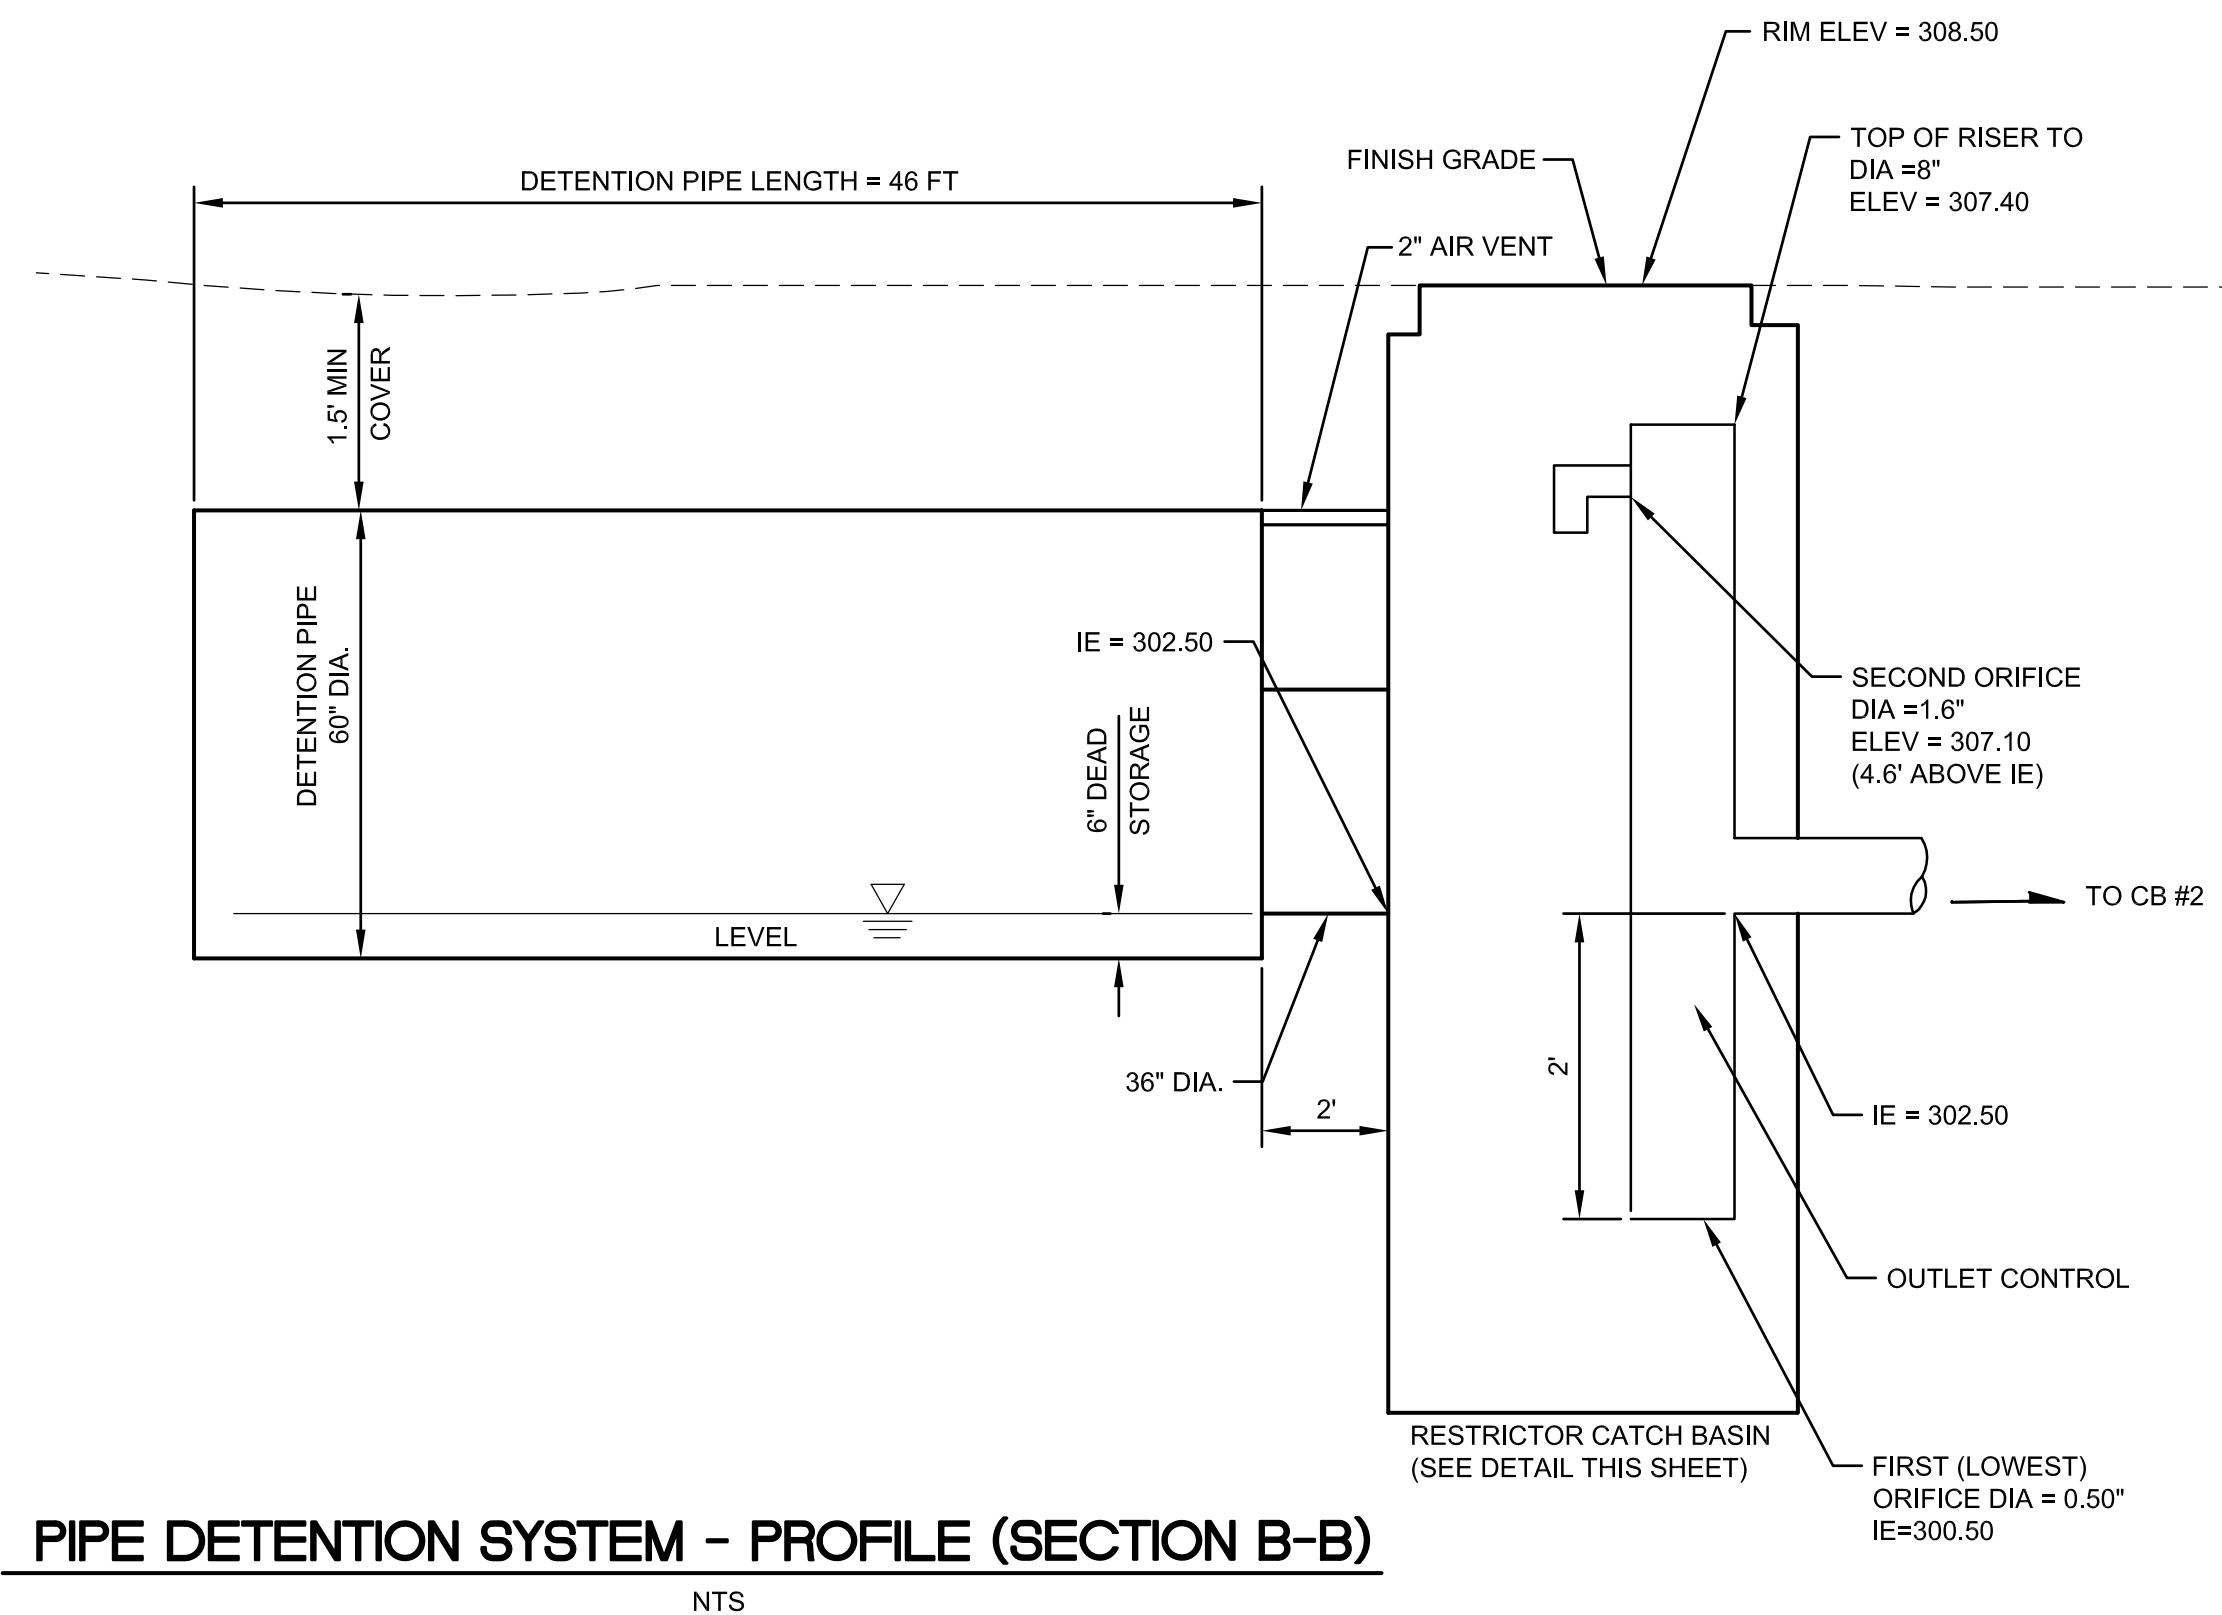 RIM ELEV = 308.50
TOP OF RISER TO
DIA =8"
ELEV = 307.40
FINISH GRADE
DETENTION PIPE LENGTH = 46 FT
2" AIR VENT
1.5' MIN
COVER
DETENTION PIPE
60" DIA.
IE = 302.50
6" DEAD
STORAGE
SECOND ORIFICE
DIA =1.6"
ELEV = 307.10
(4.6' ABOVE IE)
LEVEL
TO CB #2
36" DIA.
2'
2'
IE = 302.50
OUTLET CONTROL
RESTRICTOR CATCH BASIN
(SEE DETAIL THIS SHEET)
FIRST (LOWEST)
ORIFICE DIA = 0.50"
IE=300.50
PIPE DETENTION SYSTEM - PROFILE (SECTION B-B)
NTS